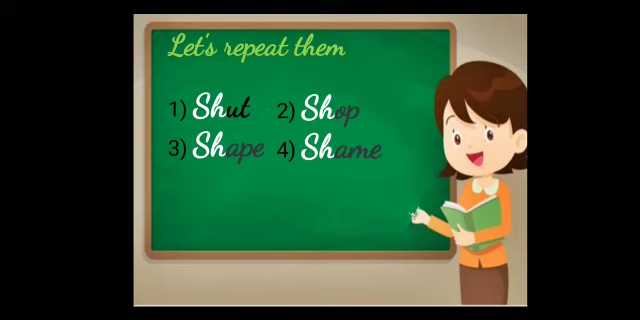 Let's repeat them
1) Shut 2) Shop
3) Shape 4) Shame